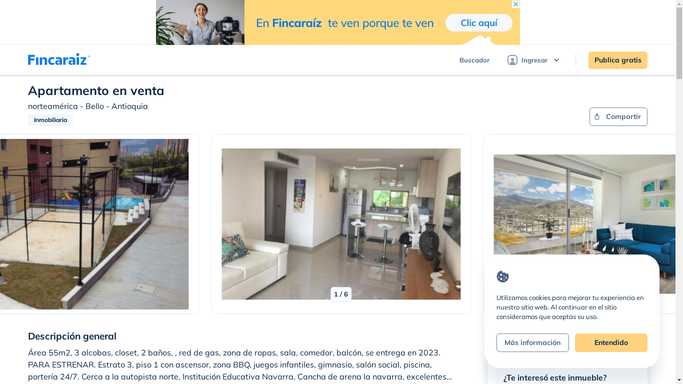 En Fincaraíz te ven porque te ven
Clic aquí
Fincaraíz
Buscador
Ingresar
Publica gratis
Apartamento en venta
norteamérica - Bello - Antioquia
Inmobiliaria
Compartir
1 / 6
Utilizamos cookies para mejorar tu experiencia en
nuestro sitio web. Al continuar en el sitio
consideramos que aceptas su uso.
Más información
Entendido
Descripción general
Área 55m2, 3 alcobas, closet, 2 baños, , red de gas, zona de ropas, sala, comedor, balcón, se entrega en 2023.
PARA ESTRENAR. Estrato 3, piso 1 con ascensor, zona BBQ, juegos infantiles, gimnasio, salón social, piscina,
portería 24/7. Cerca a la autopista norte, Institución Educativa Navarra, Cancha de arena la navarra, excelentes...
¿Te interesó este inmueble?